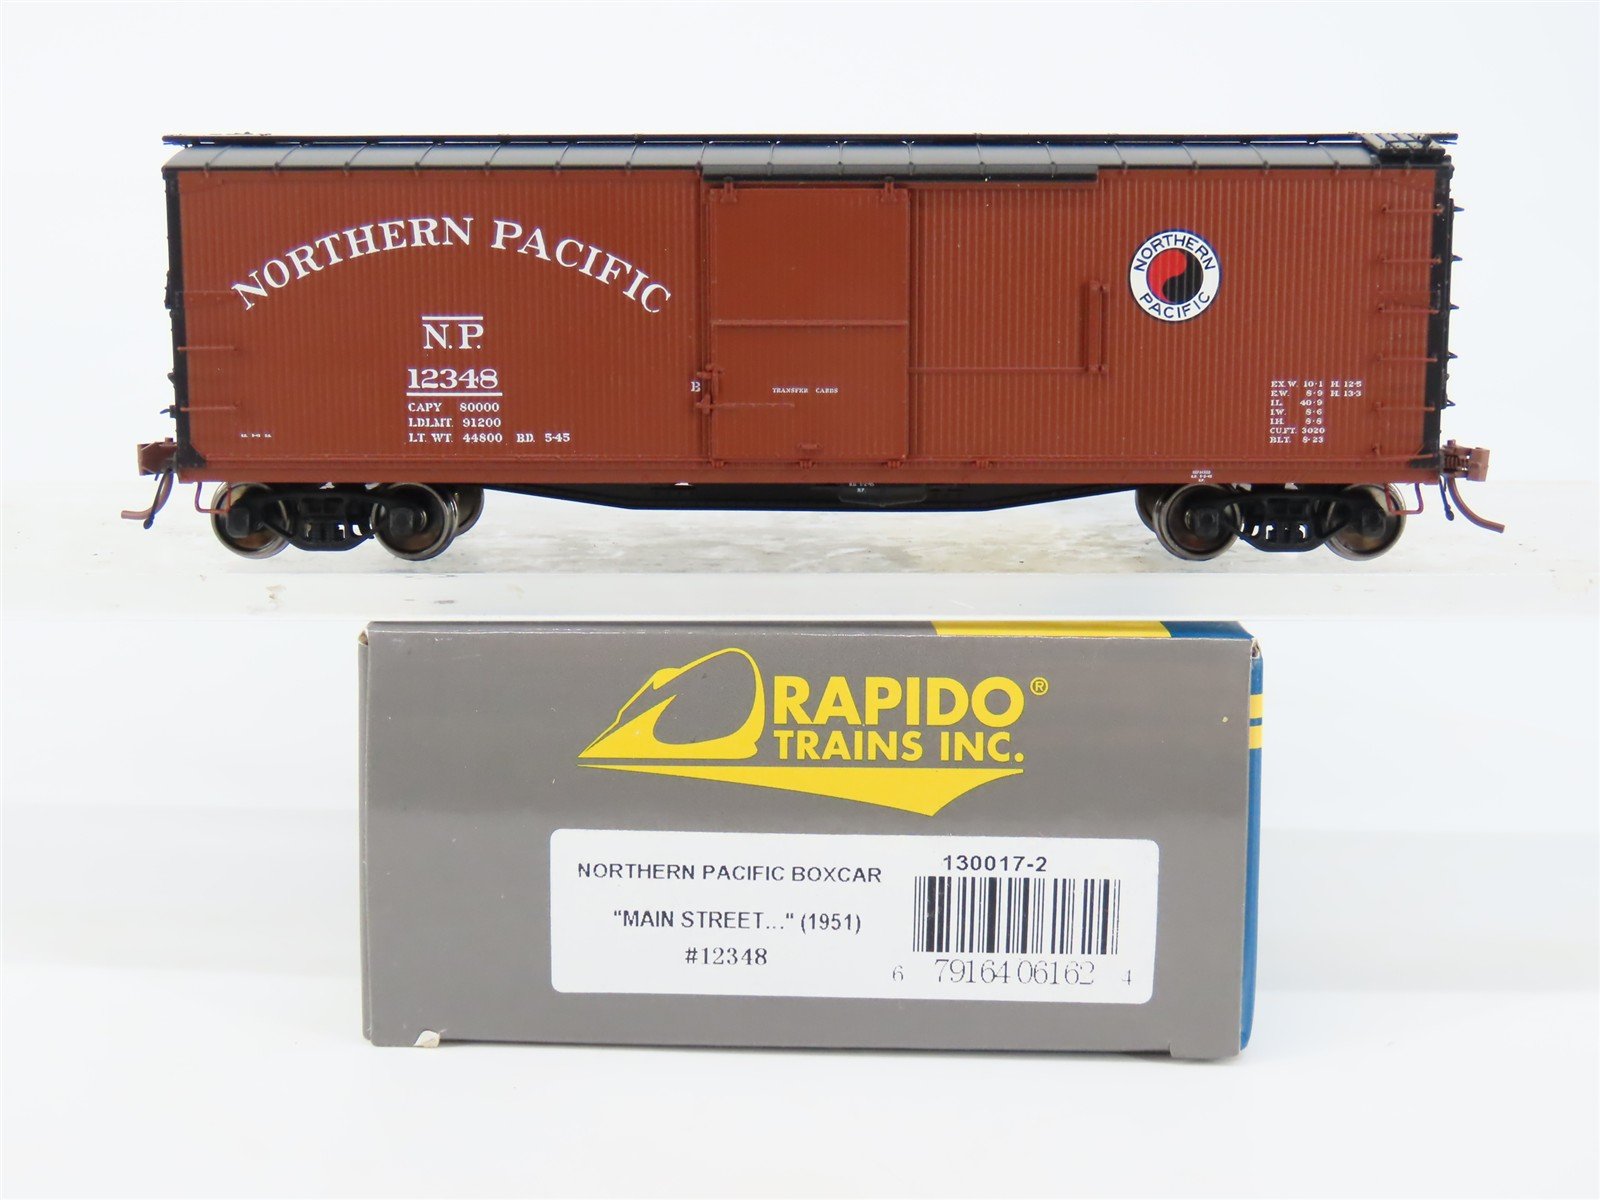 NORTHERN PACIFIC
N.P.
12348
CAPY 80000
LD.LMT. 91200
LT. WT. 44800 B.D. 5-45
B
TRANSFER CARDS
NORTHERN
PACIFIC
EX.W. 10-1 H. 12-5
E.W. 8-9 H. 13-3
I.L. 40-9
I.W. 8-6
I.H. 8-8
CU.FT. 3020
BLT. 8-23
RAPIDO®
TRAINS INC.
NORTHERN PACIFIC BOXCAR
130017-2
"MAIN STREET..." (1951)
#12348
6 79164 06162 4